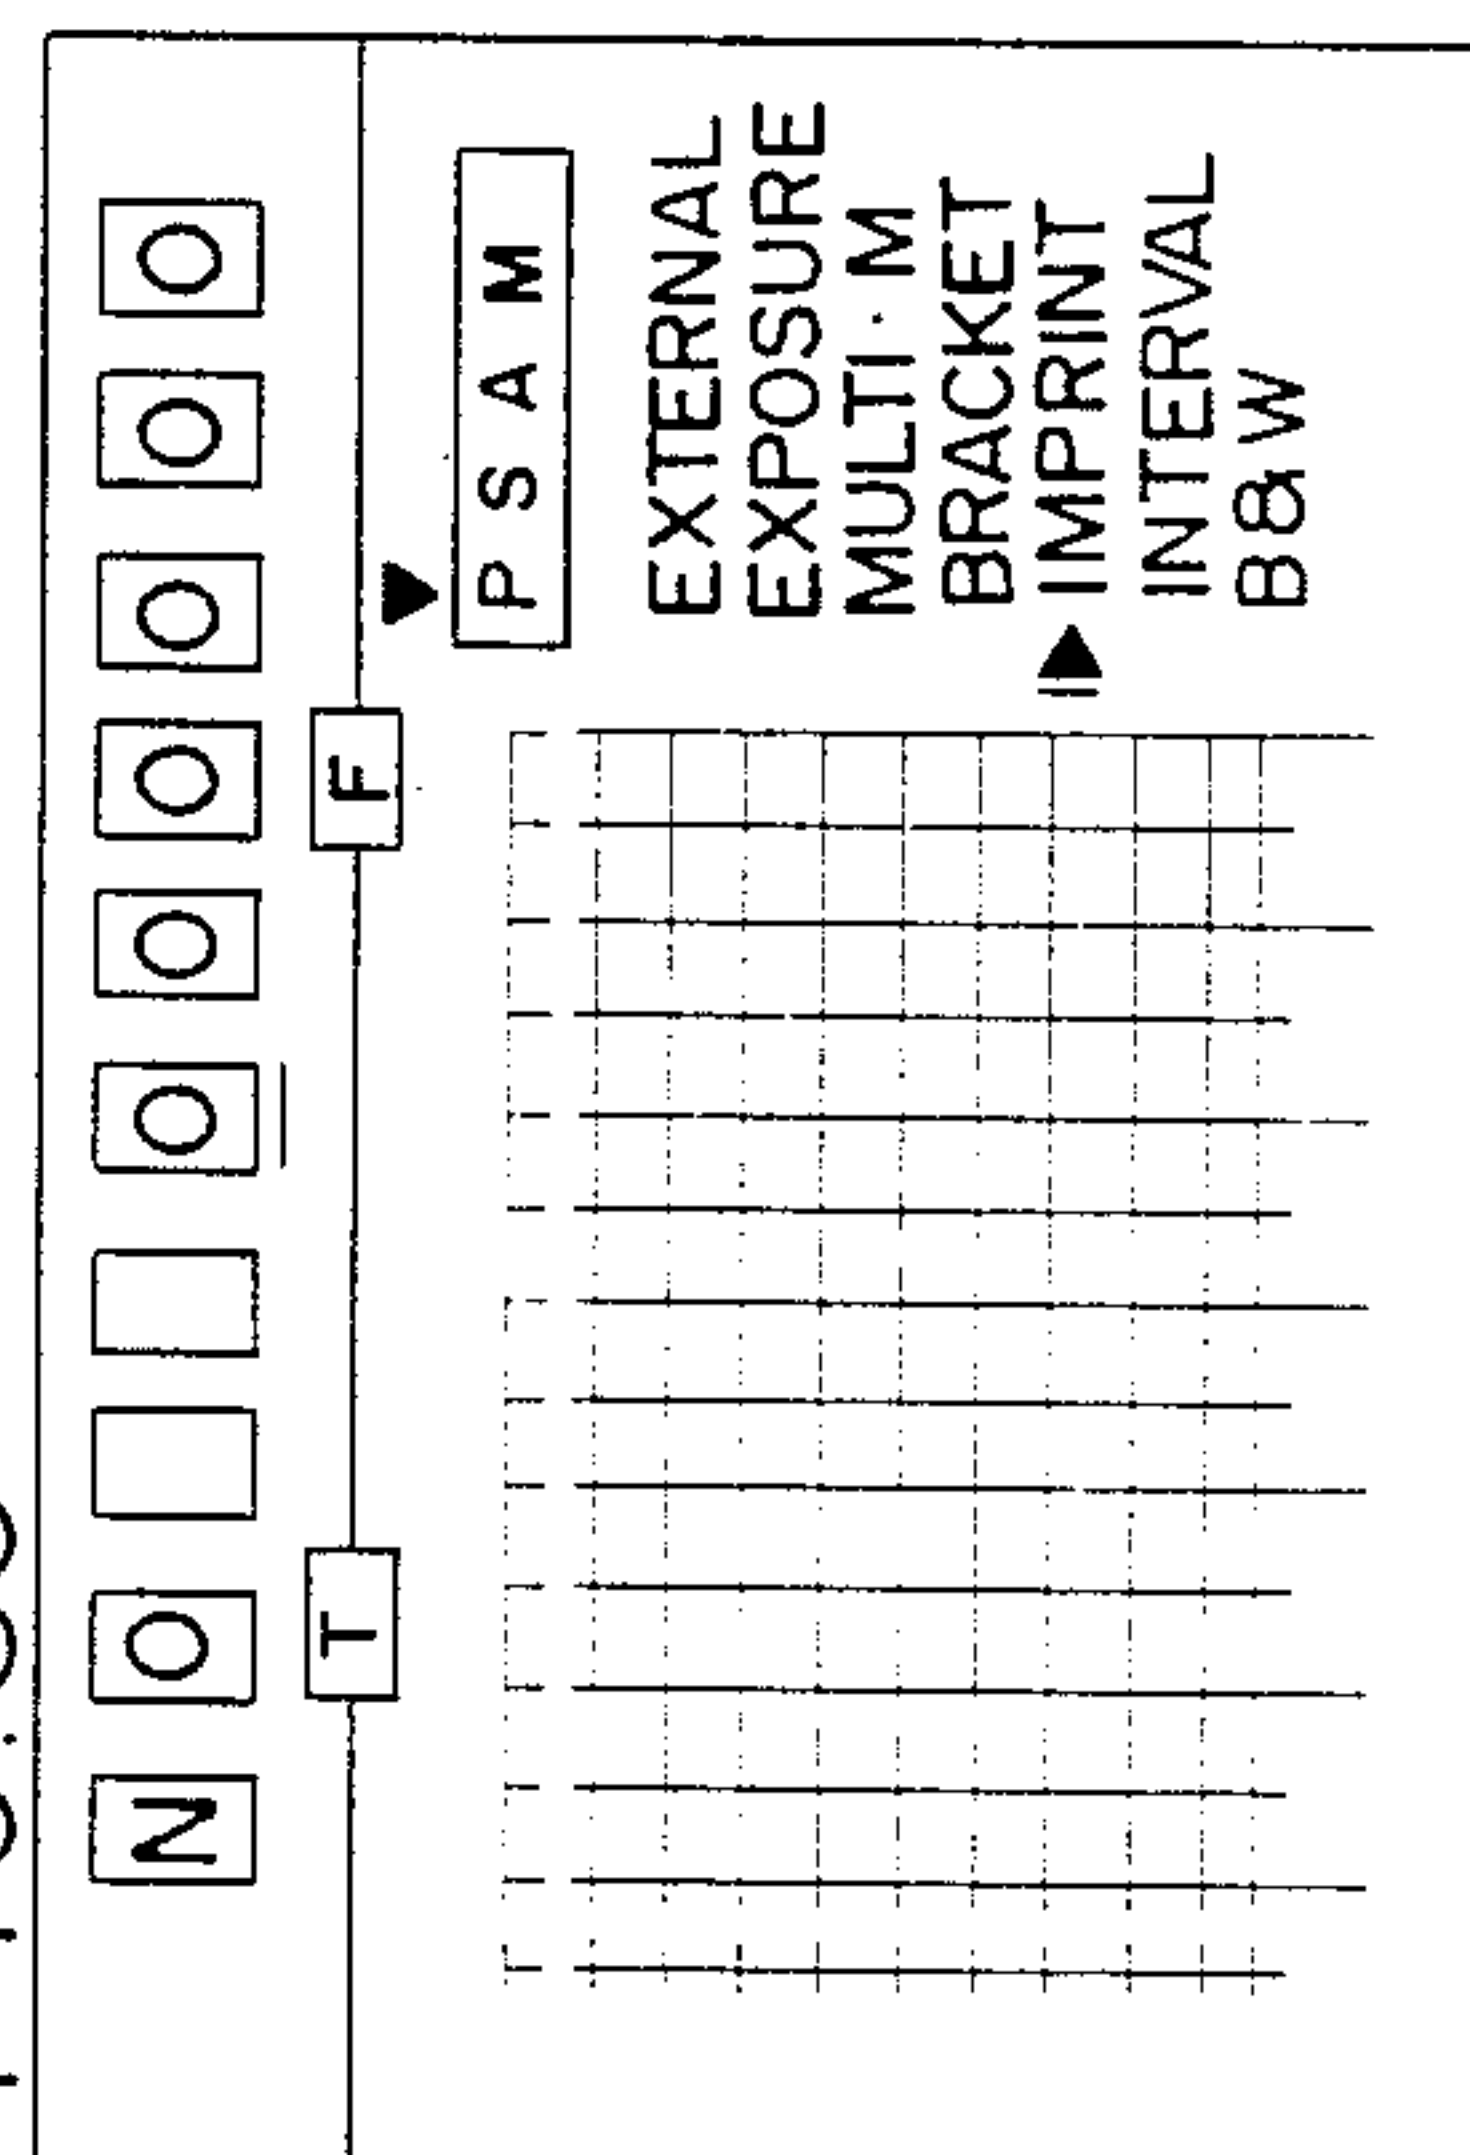 N O O O O O O O
T F
P S A M
EXTERNAL
EXPOSURE
MULTI·M
BRACKET
IMPRINT
INTERVAL
B&W